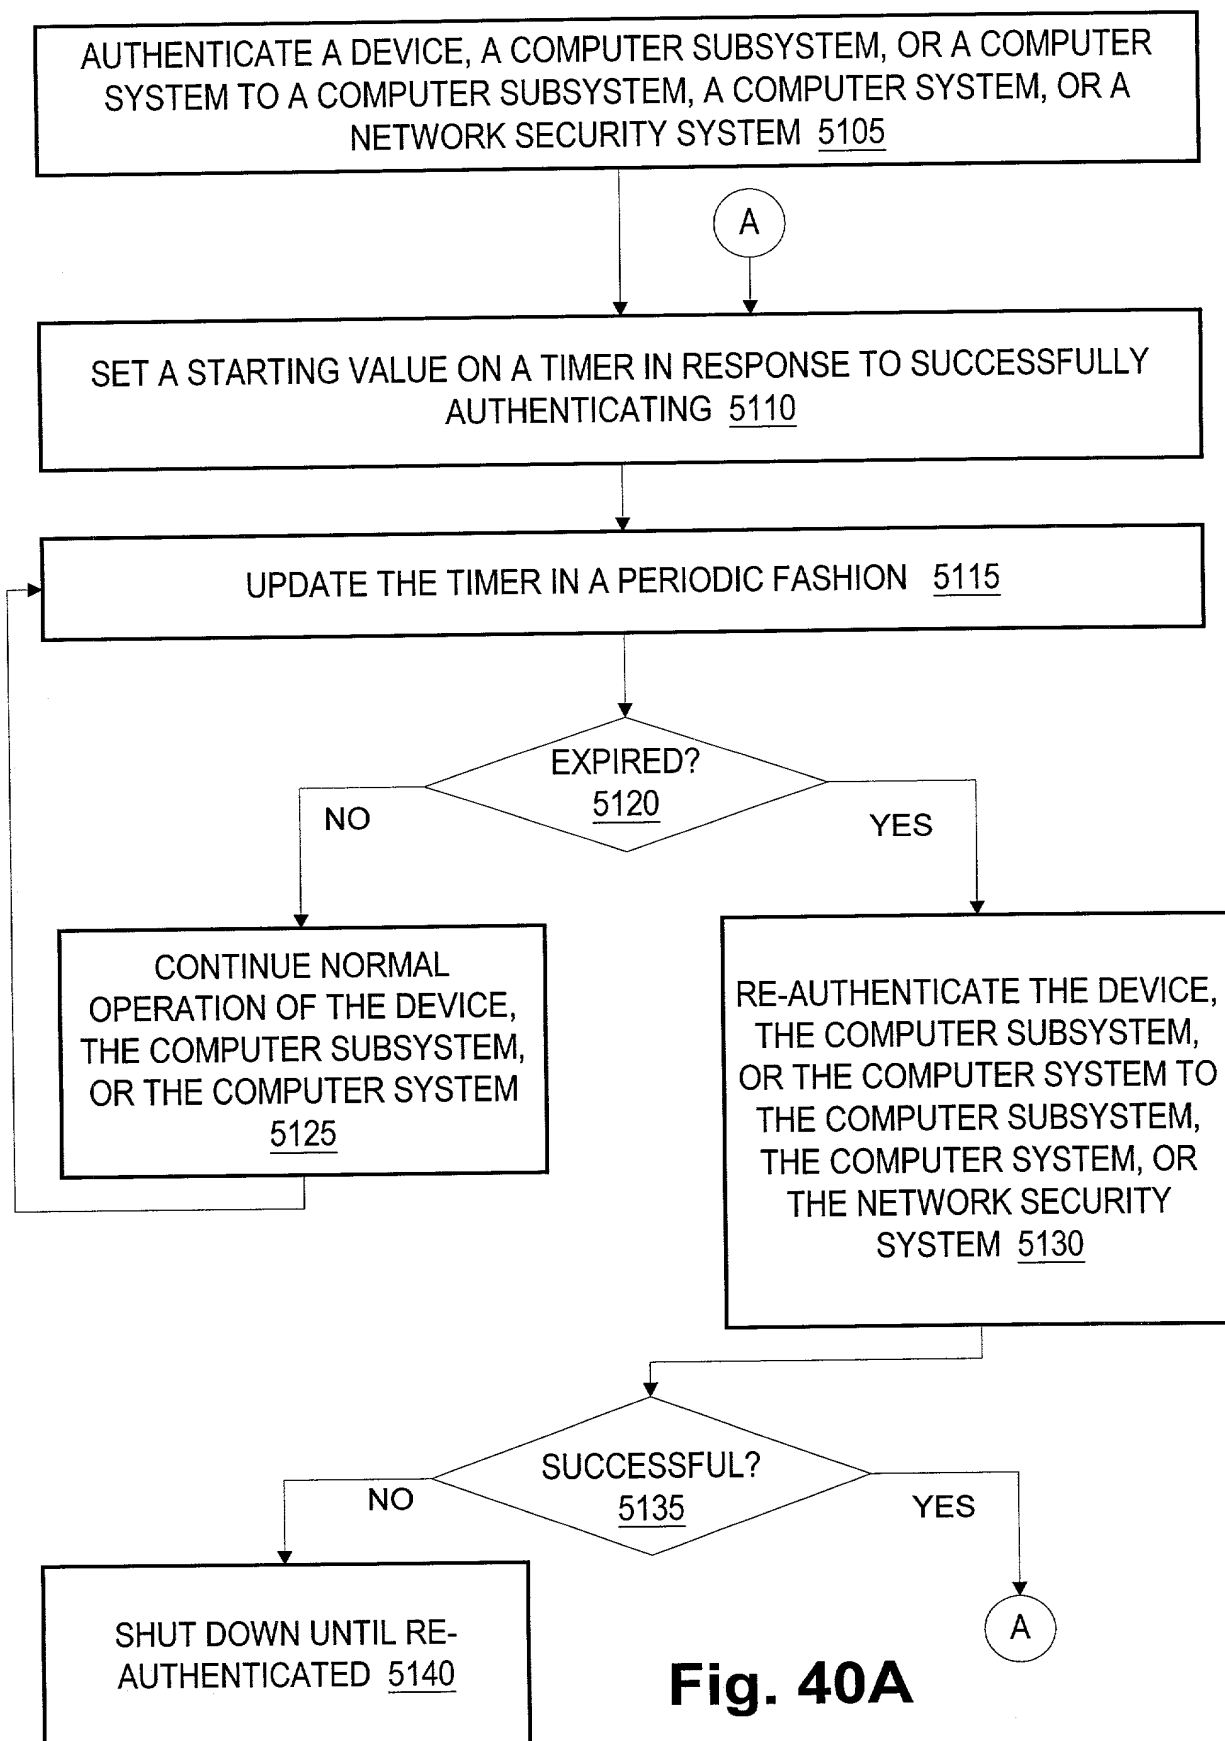 AUTHENTICATE A DEVICE, A COMPUTER SUBSYSTEM, OR A COMPUTER
SYSTEM TO A COMPUTER SUBSYSTEM, A COMPUTER SYSTEM, OR A
NETWORK SECURITY SYSTEM 5105
A
SET A STARTING VALUE ON A TIMER IN RESPONSE TO SUCCESSFULLY
AUTHENTICATING 5110
UPDATE THE TIMER IN A PERIODIC FASHION 5115
EXPIRED?
5120
NO
YES
CONTINUE NORMAL
OPERATION OF THE DEVICE,
THE COMPUTER SUBSYSTEM,
OR THE COMPUTER SYSTEM
5125
RE-AUTHENTICATE THE DEVICE,
THE COMPUTER SUBSYSTEM,
OR THE COMPUTER SYSTEM TO
THE COMPUTER SUBSYSTEM,
THE COMPUTER SYSTEM, OR
THE NETWORK SECURITY
SYSTEM 5130
SUCCESSFUL?
5135
NO
YES
SHUT DOWN UNTIL RE-
AUTHENTICATED 5140
A
Fig. 40A